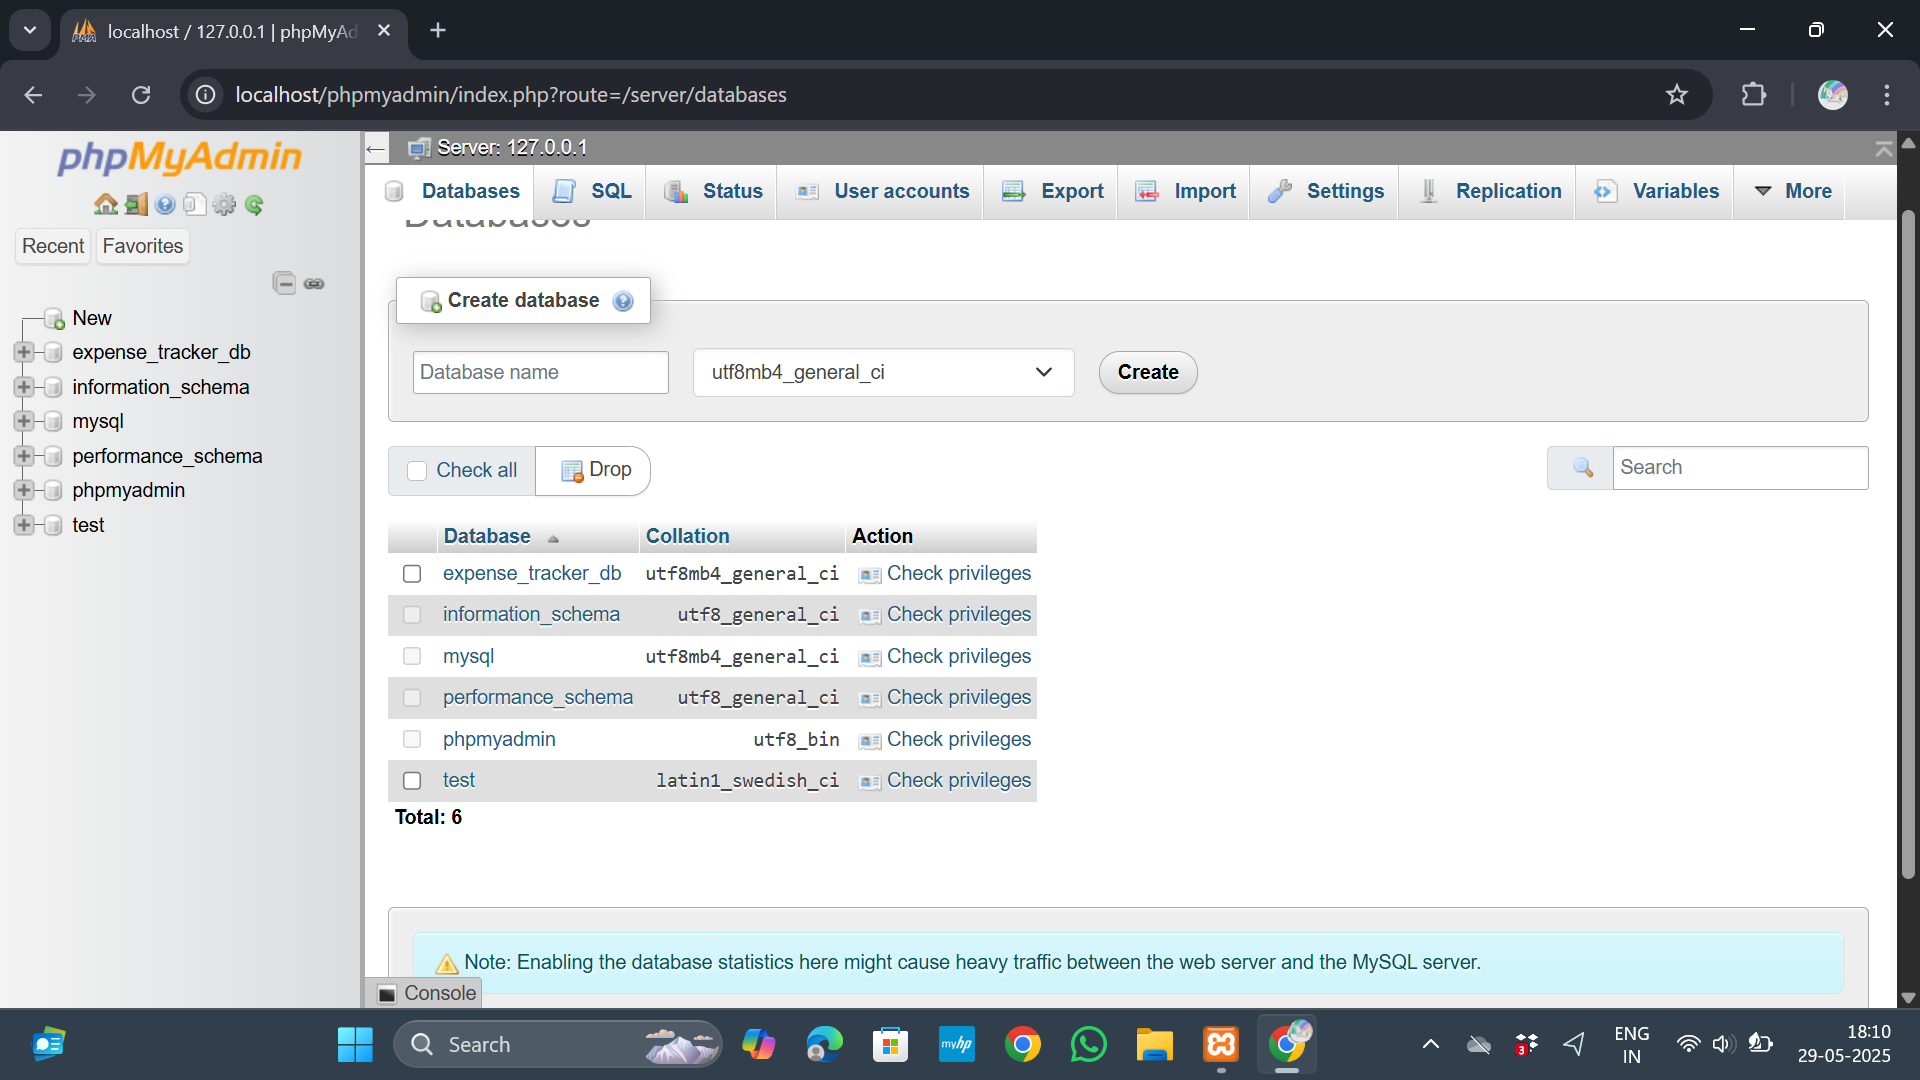 localhost / 127.0.0.1 | phpMyAd
localhost/phpmyadmin/index.php?route=/server/databases
phpMyAdmin
Recent
Favorites
New
expense_tracker_db
information_schema
mysql
performance_schema
phpmyadmin
test
Server: 127.0.0.1
Databases
SQL
Status
User accounts
Export
Import
Settings
Replication
Variables
More
Databases
Create database
Database name
utf8mb4_general_ci
Create
Check all
Drop
Search
Database Collation Action
expense_tracker_db utf8mb4_general_ci Check privileges
information_schema utf8_general_ci Check privileges
mysql utf8mb4_general_ci Check privileges
performance_schema utf8_general_ci Check privileges
phpmyadmin utf8_bin Check privileges
test latin1_swedish_ci Check privileges
Total: 6
Note: Enabling the database statistics here might cause heavy traffic between the web server and the MySQL server.
Console
Search
myhp
3
ENG
IN
18:10
29-05-2025